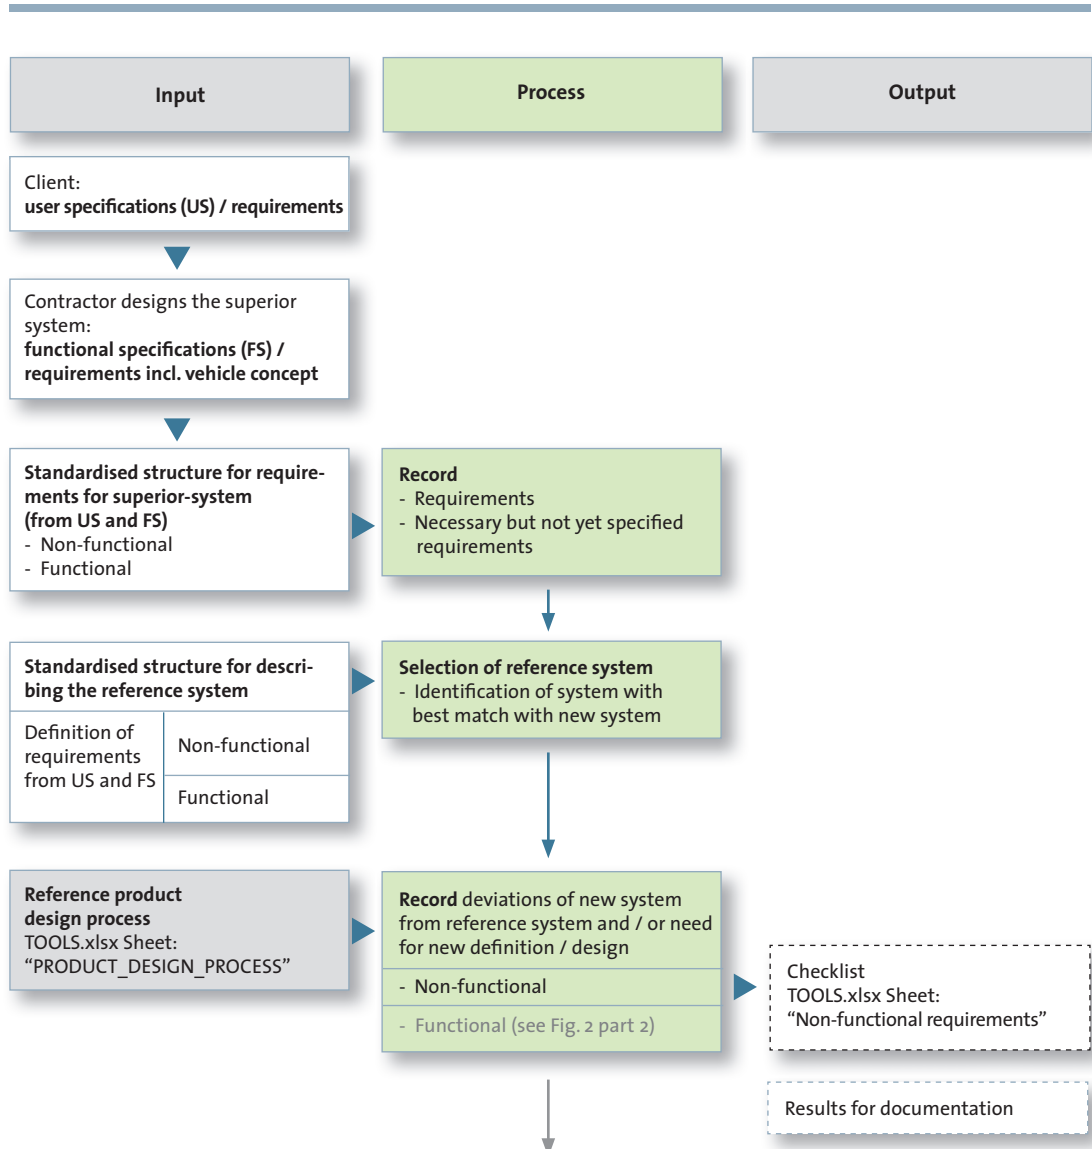 Input
Process
Output
Client:
user specifications (US) / requirements
Contractor designs the superior
system:
functional specifications (FS) /
requirements incl. vehicle concept
Standardised structure for require-
ments for superior-system
(from US and FS)
- Non-functional
- Functional
Record
- Requirements
- Necessary but not yet specified
requirements
Standardised structure for descri-
bing the reference system
Definition of
requirements
from US and FS
Non-functional
Functional
Selection of reference system
- Identification of system with
best match with new system
Reference product
design process
TOOLS.xlsx Sheet:
“PRODUCT_DESIGN_PROCESS”
Record deviations of new system
from reference system and / or need
for new definition / design
- Non-functional
- Functional (see Fig. 2 part 2)
Checklist
TOOLS.xlsx Sheet:
“Non-functional requirements”
Results for documentation